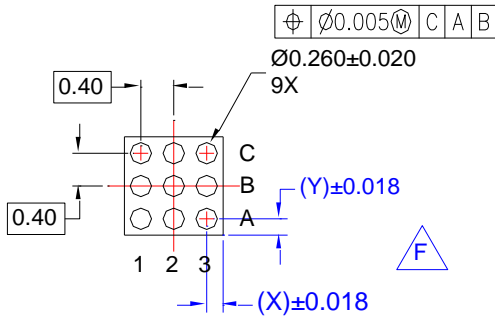 ⌖ Ø0.005Ⓜ C A B
Ø0.260±0.020
9X
0.40
C
B
A
0.40
(Y)±0.018
F
1 2 3
(X)±0.018